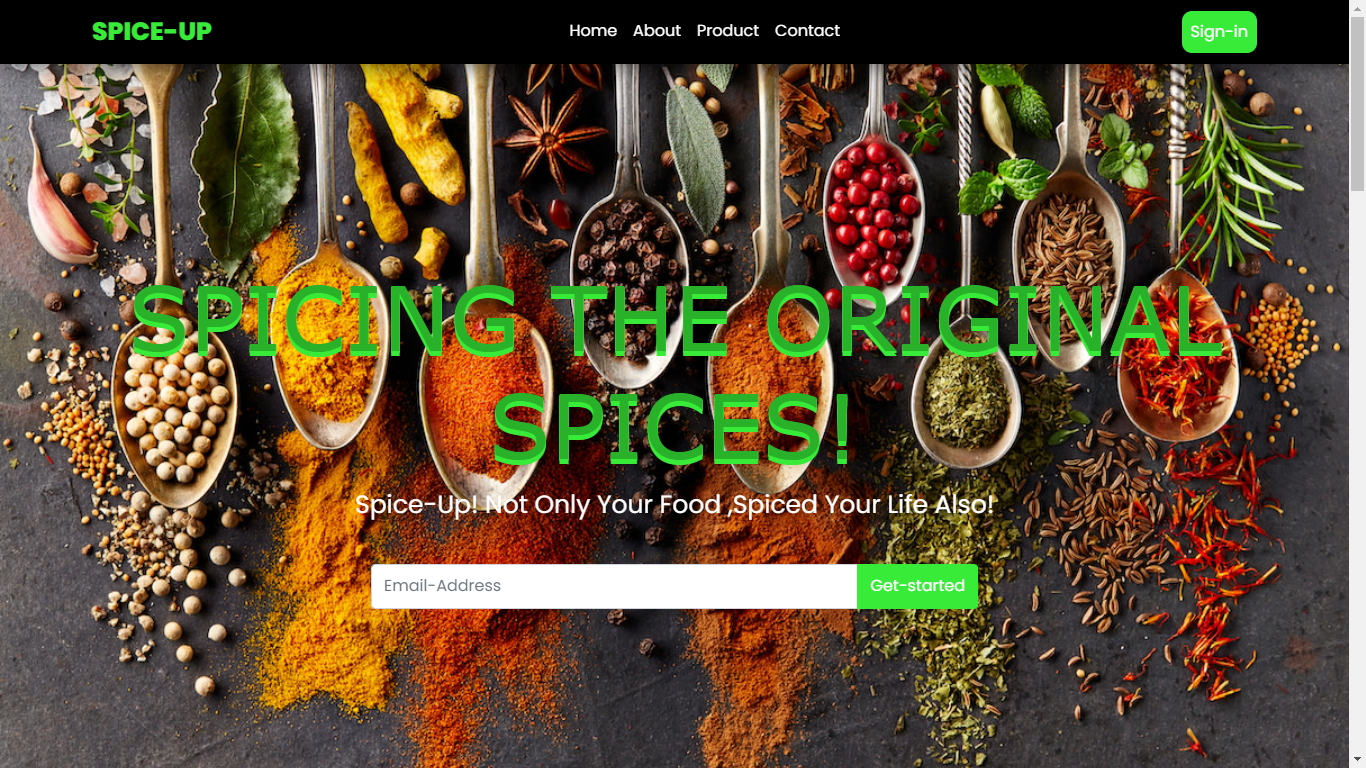 SPICE-UP
Home About Product Contact
Sign-in
SPICING THE ORIGINAL
SPICES!
Spice-Up! Not Only Your Food ,Spiced Your Life Also!
Email-Address
Get-started